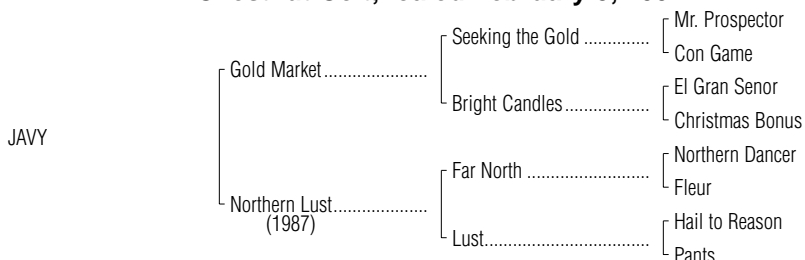 Mr. Prospector
Seeking the Gold ..............
Con Game
Gold Market......................
El Gran Senor
Bright Candles..................
Christmas Bonus
JAVY
Northern Dancer
Far North ..........................
Fleur
Northern Lust....................
(1987)
Hail to Reason
Lust...................................
Pants